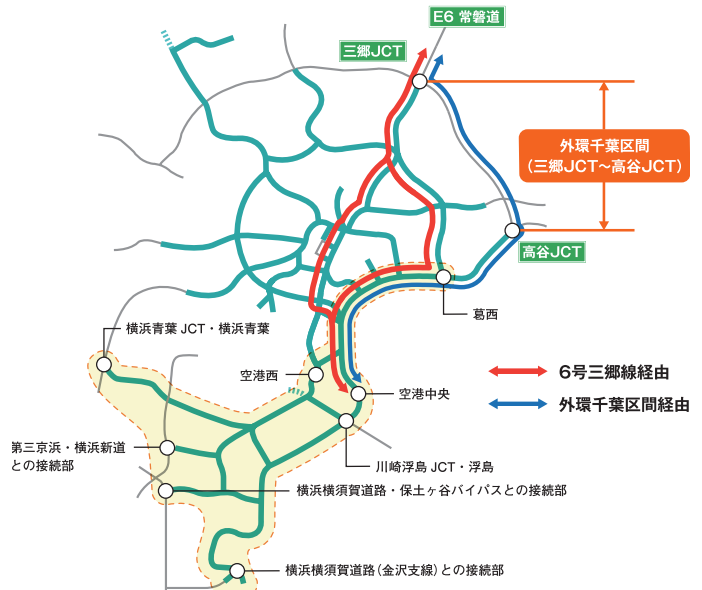 E6 常磐道
三郷JCT
外環千葉区間
（三郷JCT～高谷JCT）
高谷JCT
葛西
横浜青葉 JCT・横浜青葉
空港西
空港中央
6号三郷線経由
外環千葉区間経由
第三京浜・横浜新道
との接続部
川崎浮島 JCT・浮島
横浜横須賀道路・保土ヶ谷バイパスとの接続部
横浜横須賀道路（金沢支線）との接続部